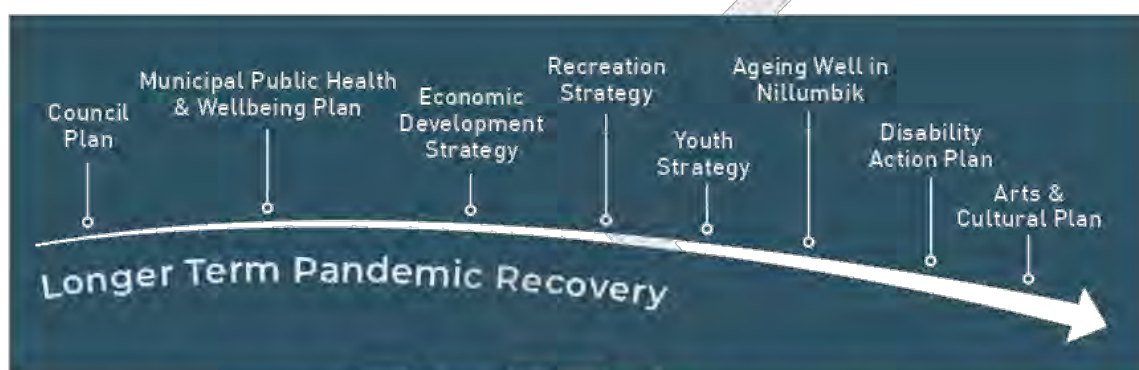 Council
Plan
Municipal Public Health
& Wellbeing Plan
Economic
Development
Strategy
Recreation
Strategy
Youth
Strategy
Ageing Well in
Nillumbik
Disability
Action Plan
Arts &
Cultural Plan
Longer Term Pandemic Recovery